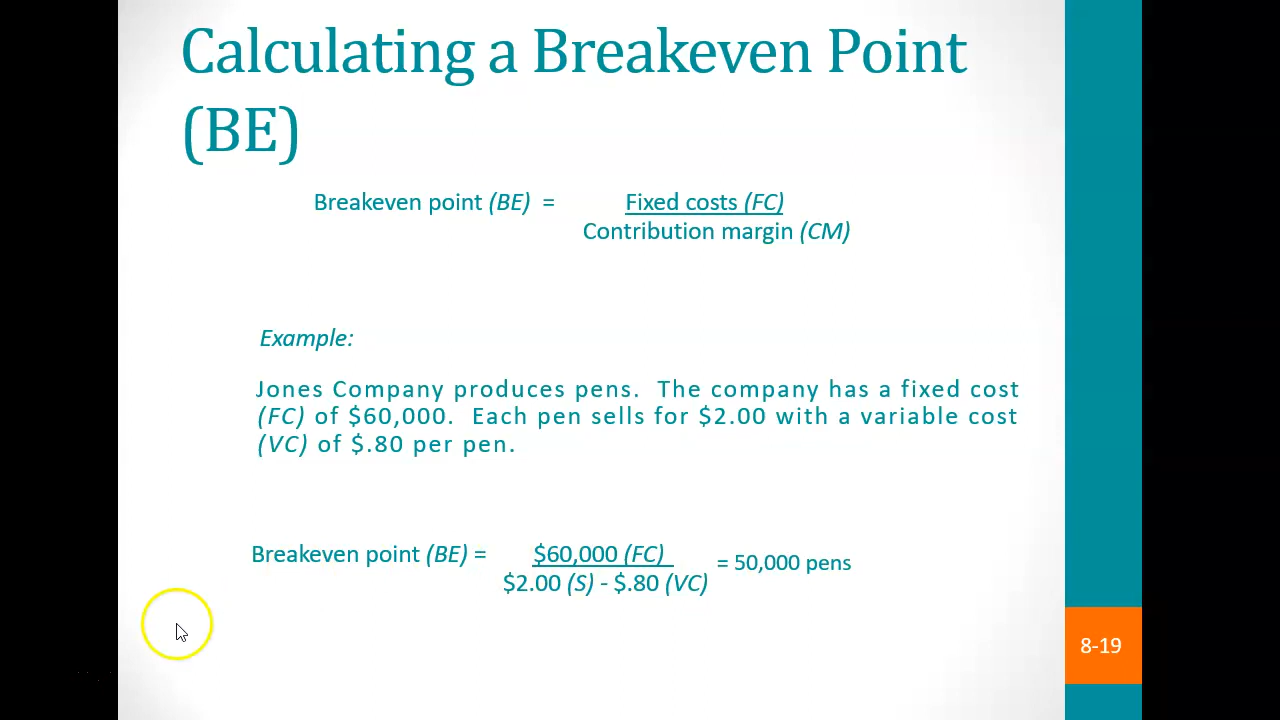 Calculating a Breakeven Point
(BE)
Breakeven point (BE) = Fixed costs (FC)
Contribution margin (CM)
Example:
Jones Company produces pens. The company has a fixed cost
(FC) of $60,000. Each pen sells for $2.00 with a variable cost
(VC) of $.80 per pen.
Breakeven point (BE) = $60,000 (FC) = 50,000 pens
$2.00 (S) - $.80 (VC)
8-19